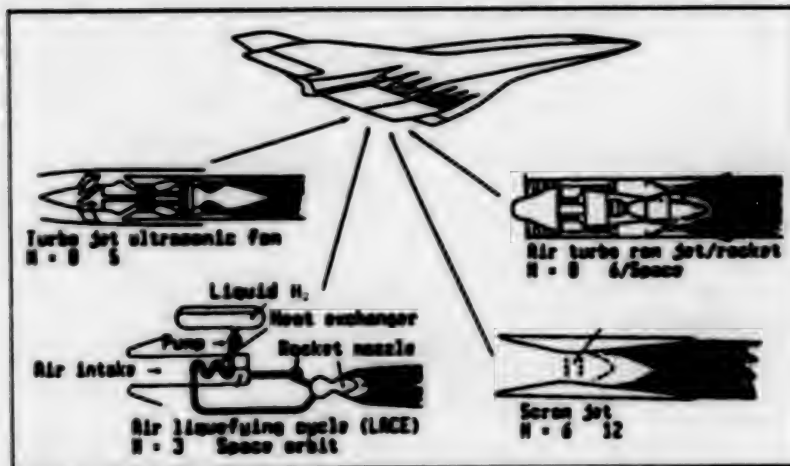 Turbo jet ultrasonic fan
M = 0 5
Air turbo ram jet/rocket
M = 0 6/Space
Liquid H₂
Heat exchanger
Pump
Rocket nozzle
Air intake
Air liquefying cycle (LACE)
M = 3 Space orbit
Scram jet
M = 6 12